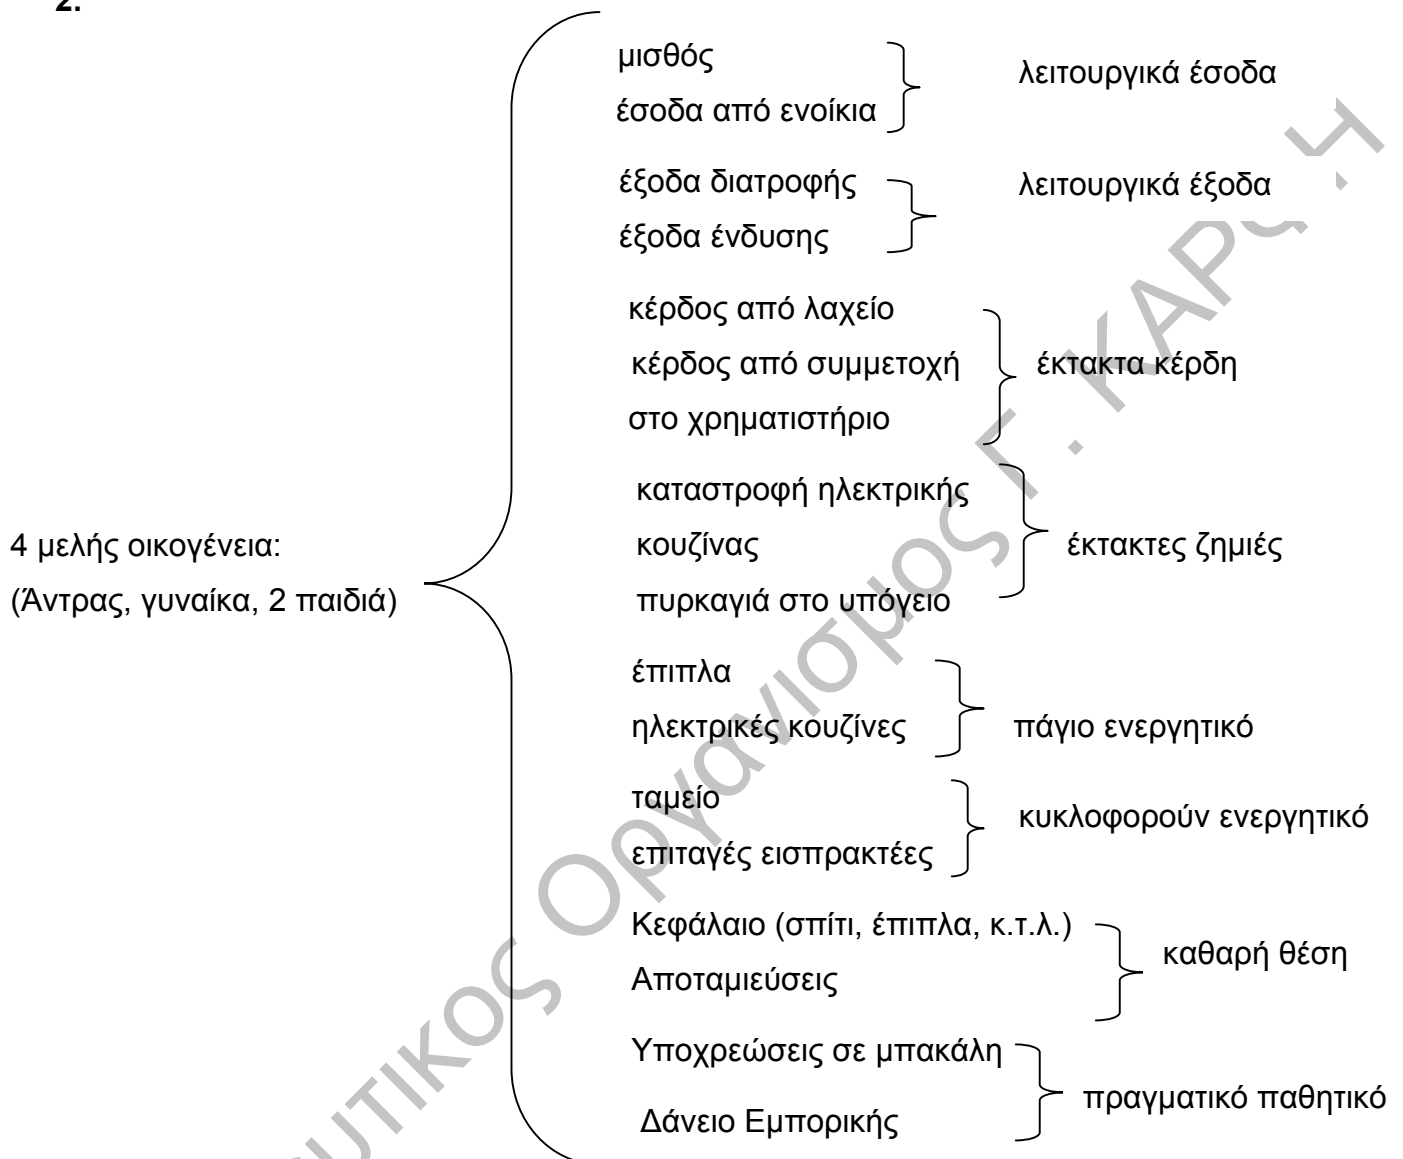 2.
μισθός
έσοδα από ενοίκια
λειτουργικά έσοδα
έξοδα διατροφής
έξοδα ένδυσης
λειτουργικά έξοδα
κέρδος από λαχείο
κέρδος από συμμετοχή
στο χρηματιστήριο
έκτακτα κέρδη
καταστροφή ηλεκτρικής
κουζίνας
πυρκαγιά στο υπόγειο
έκτακτες ζημιές
4 μελής οικογένεια:
(Άντρας, γυναίκα, 2 παιδιά)
έπιπλα
ηλεκτρικές κουζίνες
πάγιο ενεργητικό
ταμείο
επιταγές εισπρακτέες
κυκλοφορούν ενεργητικό
Κεφάλαιο (σπίτι, έπιπλα, κ.τ.λ.)
Αποταμιεύσεις
καθαρή θέση
Υποχρεώσεις σε μπακάλη
Δάνειο Εμπορικής
πραγματικό παθητικό
Οργανισμος Γ.